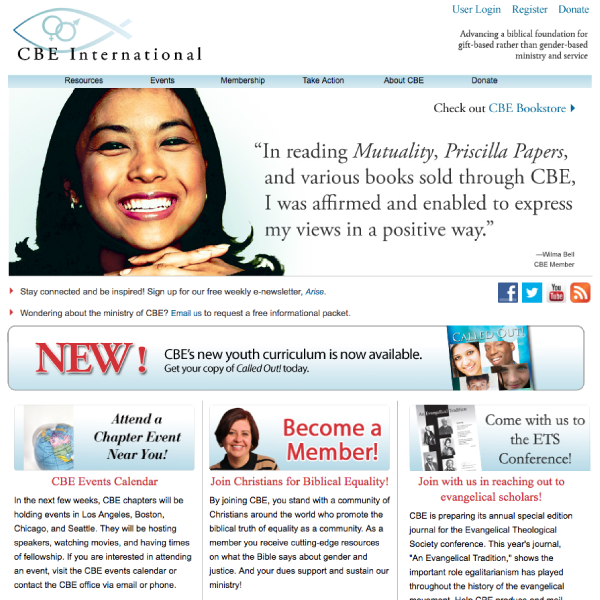 User Login Register Donate
CBE International
Advancing a biblical foundation for
gift-based rather than gender-based
ministry and service
Resources Events Membership Take Action About CBE Donate
Check out CBE Bookstore
“In reading Mutuality, Priscilla Papers,
and various books sold through CBE,
I was affirmed and enabled to express
my views in a positive way.”
—Wilma Bell
CBE Member
Stay connected and be inspired! Sign up for our free weekly e-newsletter, Arise.
Wondering about the ministry of CBE? Email us to request a free informational packet.
You
Tube
NEW!
CBE's new youth curriculum is now available.
Get your copy of Called Out! today.
CALLED OUT!
Attend a
Chapter Event
Near You!
CBE Events Calendar
In the next few weeks, CBE chapters will be
holding events in Los Angeles, Boston,
Chicago, and Seattle. They will be hosting
speakers, watching movies, and having times
of fellowship. If you are interested in attending
an event, visit the CBE events calendar or
contact the CBE office via email or phone.
Become a
Member!
Join Christians for Biblical Equality!
By joining CBE, you stand with a community of
Christians around the world who promote the
biblical truth of equality as a community. As a
member you receive cutting-edge resources
on what the Bible says about gender and
justice. And your dues support and sustain our
ministry!
An Evangelical Tradition
Come with us to
the ETS
Conference!
Join with us in reaching out to
evangelical scholars!
CBE is preparing its annual special edition
journal for the Evangelical Theological
Society conference. This year's journal,
"An Evangelical Tradition," shows the
important role egalitarianism has played
throughout the history of the evangelical
movement. Help CBE produce and mail